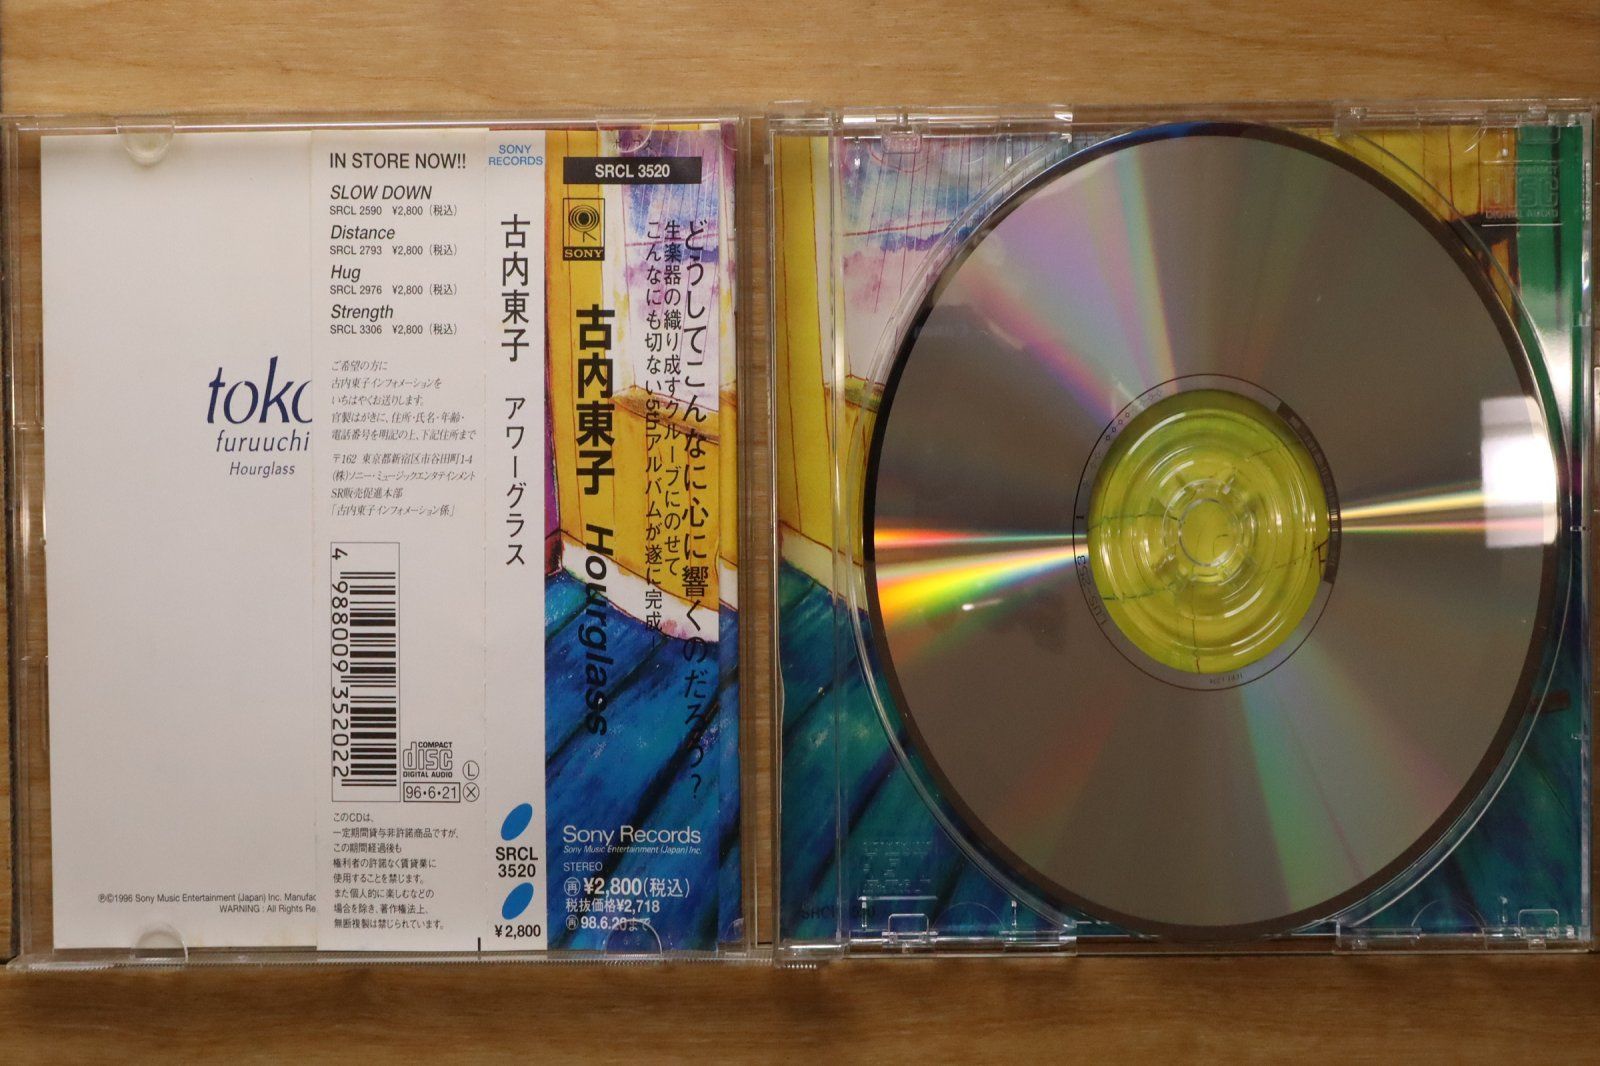 toko
furuuchi
Hourglass
℗©1996 Sony Music Entertainment (Japan) Inc. Manufac
WARNING : All Rights Re
IN STORE NOW!!
SLOW DOWN
SRCL 2590 ¥2,800 (税込)
Distance
SRCL 2793 ¥2,800 (税込)
Hug
SRCL 2976 ¥2,800 (税込)
Strength
SRCL 3306 ¥2,800 (税込)
ご希望の方に
古内東子インフォメーションを
いちはやくお送りします。
官製はがきに、住所・氏名・年齢・
電話番号を明記の上、下記住所まで
〒162 東京都新宿区市谷田町1-4
(株)ソニー・ミュージックエンタテインメント
SR販売促進本部
「古内東子インフォメーション係」
4 988009 352022
COMPACT
disc
DIGITAL AUDIO
96・6・21
Ⓛ
Ⓧ
このCDは、
一定期間貸与非許諾商品ですが、
この期間経過後も
権利者の許諾なく賃貸業に
使用することを禁じます。
また個人的に楽しむなどの
場合を除き、著作権法上、
無断複製は禁じられています。
SONY
RECORDS
古内東子 アワーグラス
SRCL
3520
¥2,800
SRCL 3520
SONY
どうしてこんなに心に響くのだろう?
生楽器の織り成すグルーブにのせて
こんなにも切ない5thアルバムが遂に完成—
古内東子 Hourglass
Sony Records
Sony Music Entertainment (Japan) Inc.
STEREO
㊞¥2,800(税込)
税抜価格¥2,718
98.6.20まで